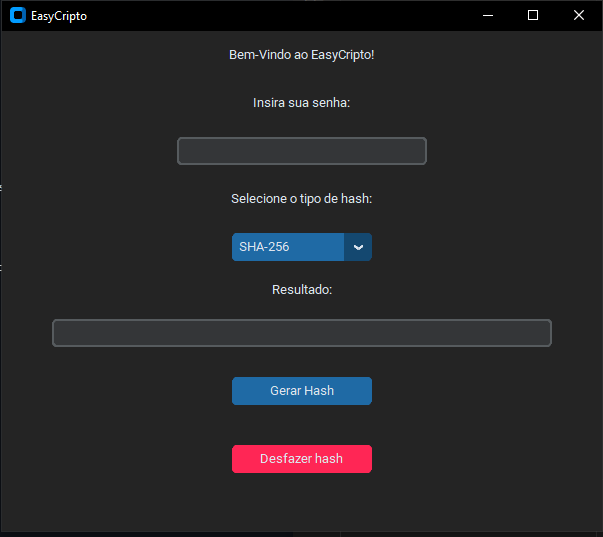 EasyCripto
Bem-Vindo ao EasyCripto!
Insira sua senha:
Selecione o tipo de hash:
SHA-256
Resultado:
Gerar Hash
Desfazer hash